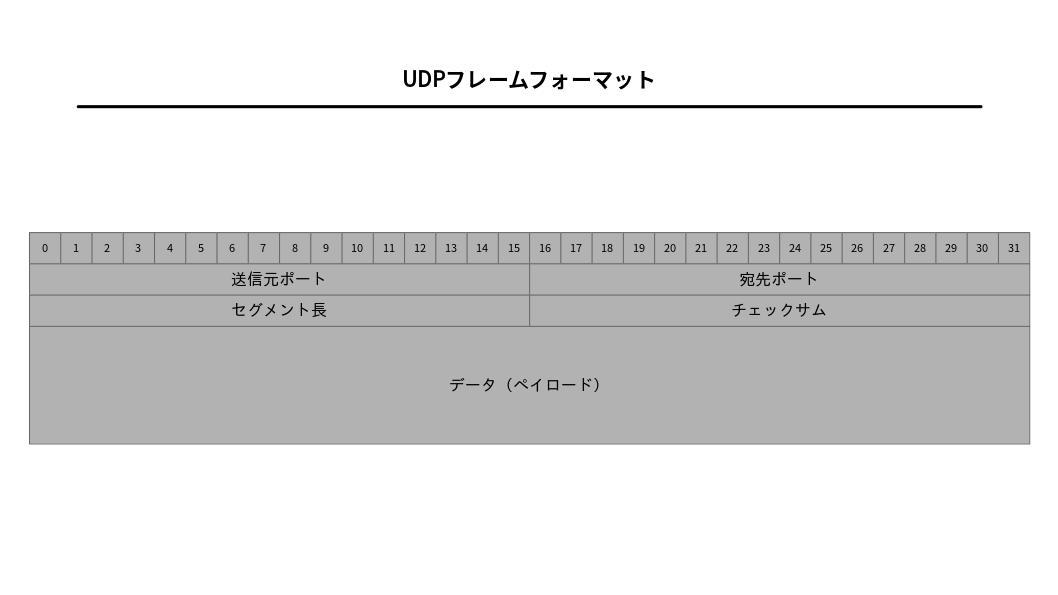 UDPフレームフォーマット
0 1 2 3 4 5 6 7 8 9 10 11 12 13 14 15 16 17 18 19 20 21 22 23 24 25 26 27 28 29 30 31
送信元ポート 宛先ポート
セグメント長 チェックサム
データ（ペイロード）